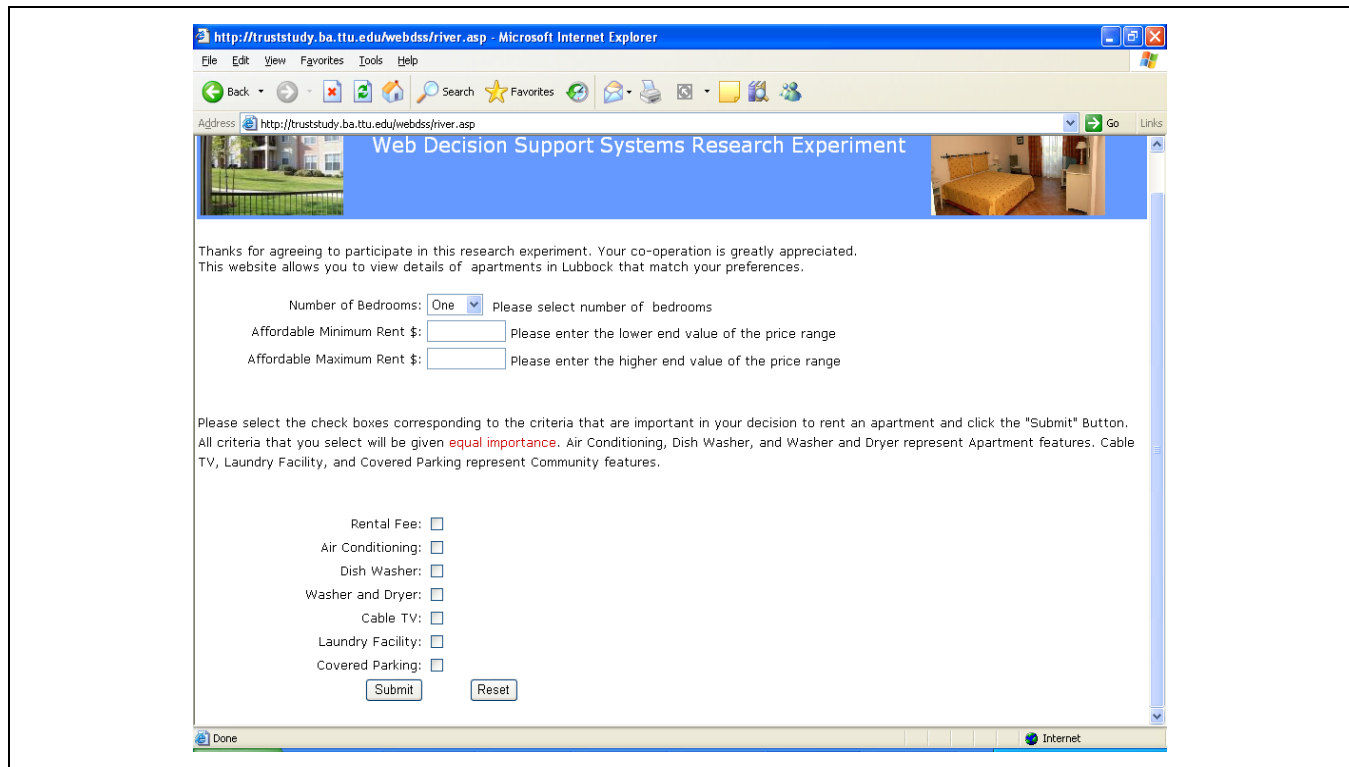 http://truststudy.ba.ttu.edu/webdss/river.asp - Microsoft Internet Explorer
File Edit View Favorites Tools Help
Back Search Favorites
Address http://truststudy.ba.ttu.edu/webdss/river.asp Go Links
Web Decision Support Systems Research Experiment
Thanks for agreeing to participate in this research experiment. Your co-operation is greatly appreciated.
This website allows you to view details of apartments in Lubbock that match your preferences.
Number of Bedrooms: One Please select number of bedrooms
Affordable Minimum Rent $: Please enter the lower end value of the price range
Affordable Maximum Rent $: Please enter the higher end value of the price range
Please select the check boxes corresponding to the criteria that are important in your decision to rent an apartment and click the "Submit" Button.
All criteria that you select will be given equal importance. Air Conditioning, Dish Washer, and Washer and Dryer represent Apartment features. Cable
TV, Laundry Facility, and Covered Parking represent Community features.
Rental Fee:
Air Conditioning:
Dish Washer:
Washer and Dryer:
Cable TV:
Laundry Facility:
Covered Parking:
Submit Reset
Done Internet